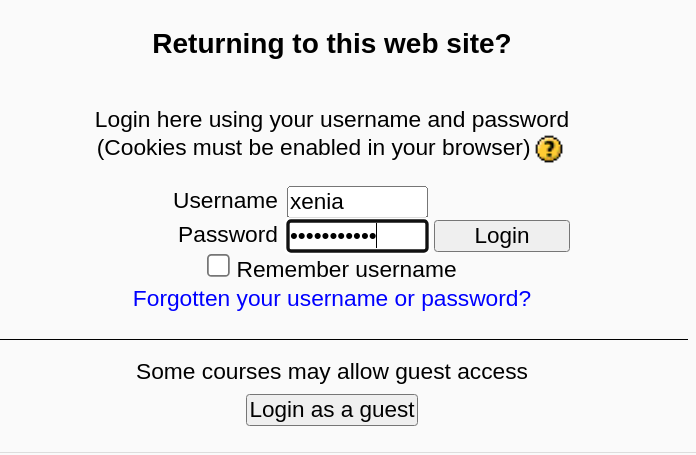 Returning to this web site?
Login here using your username and password
(Cookies must be enabled in your browser) ?
Username xenia
Password ••••••••••• Login
Remember username
Forgotten your username or password?
Some courses may allow guest access
Login as a guest